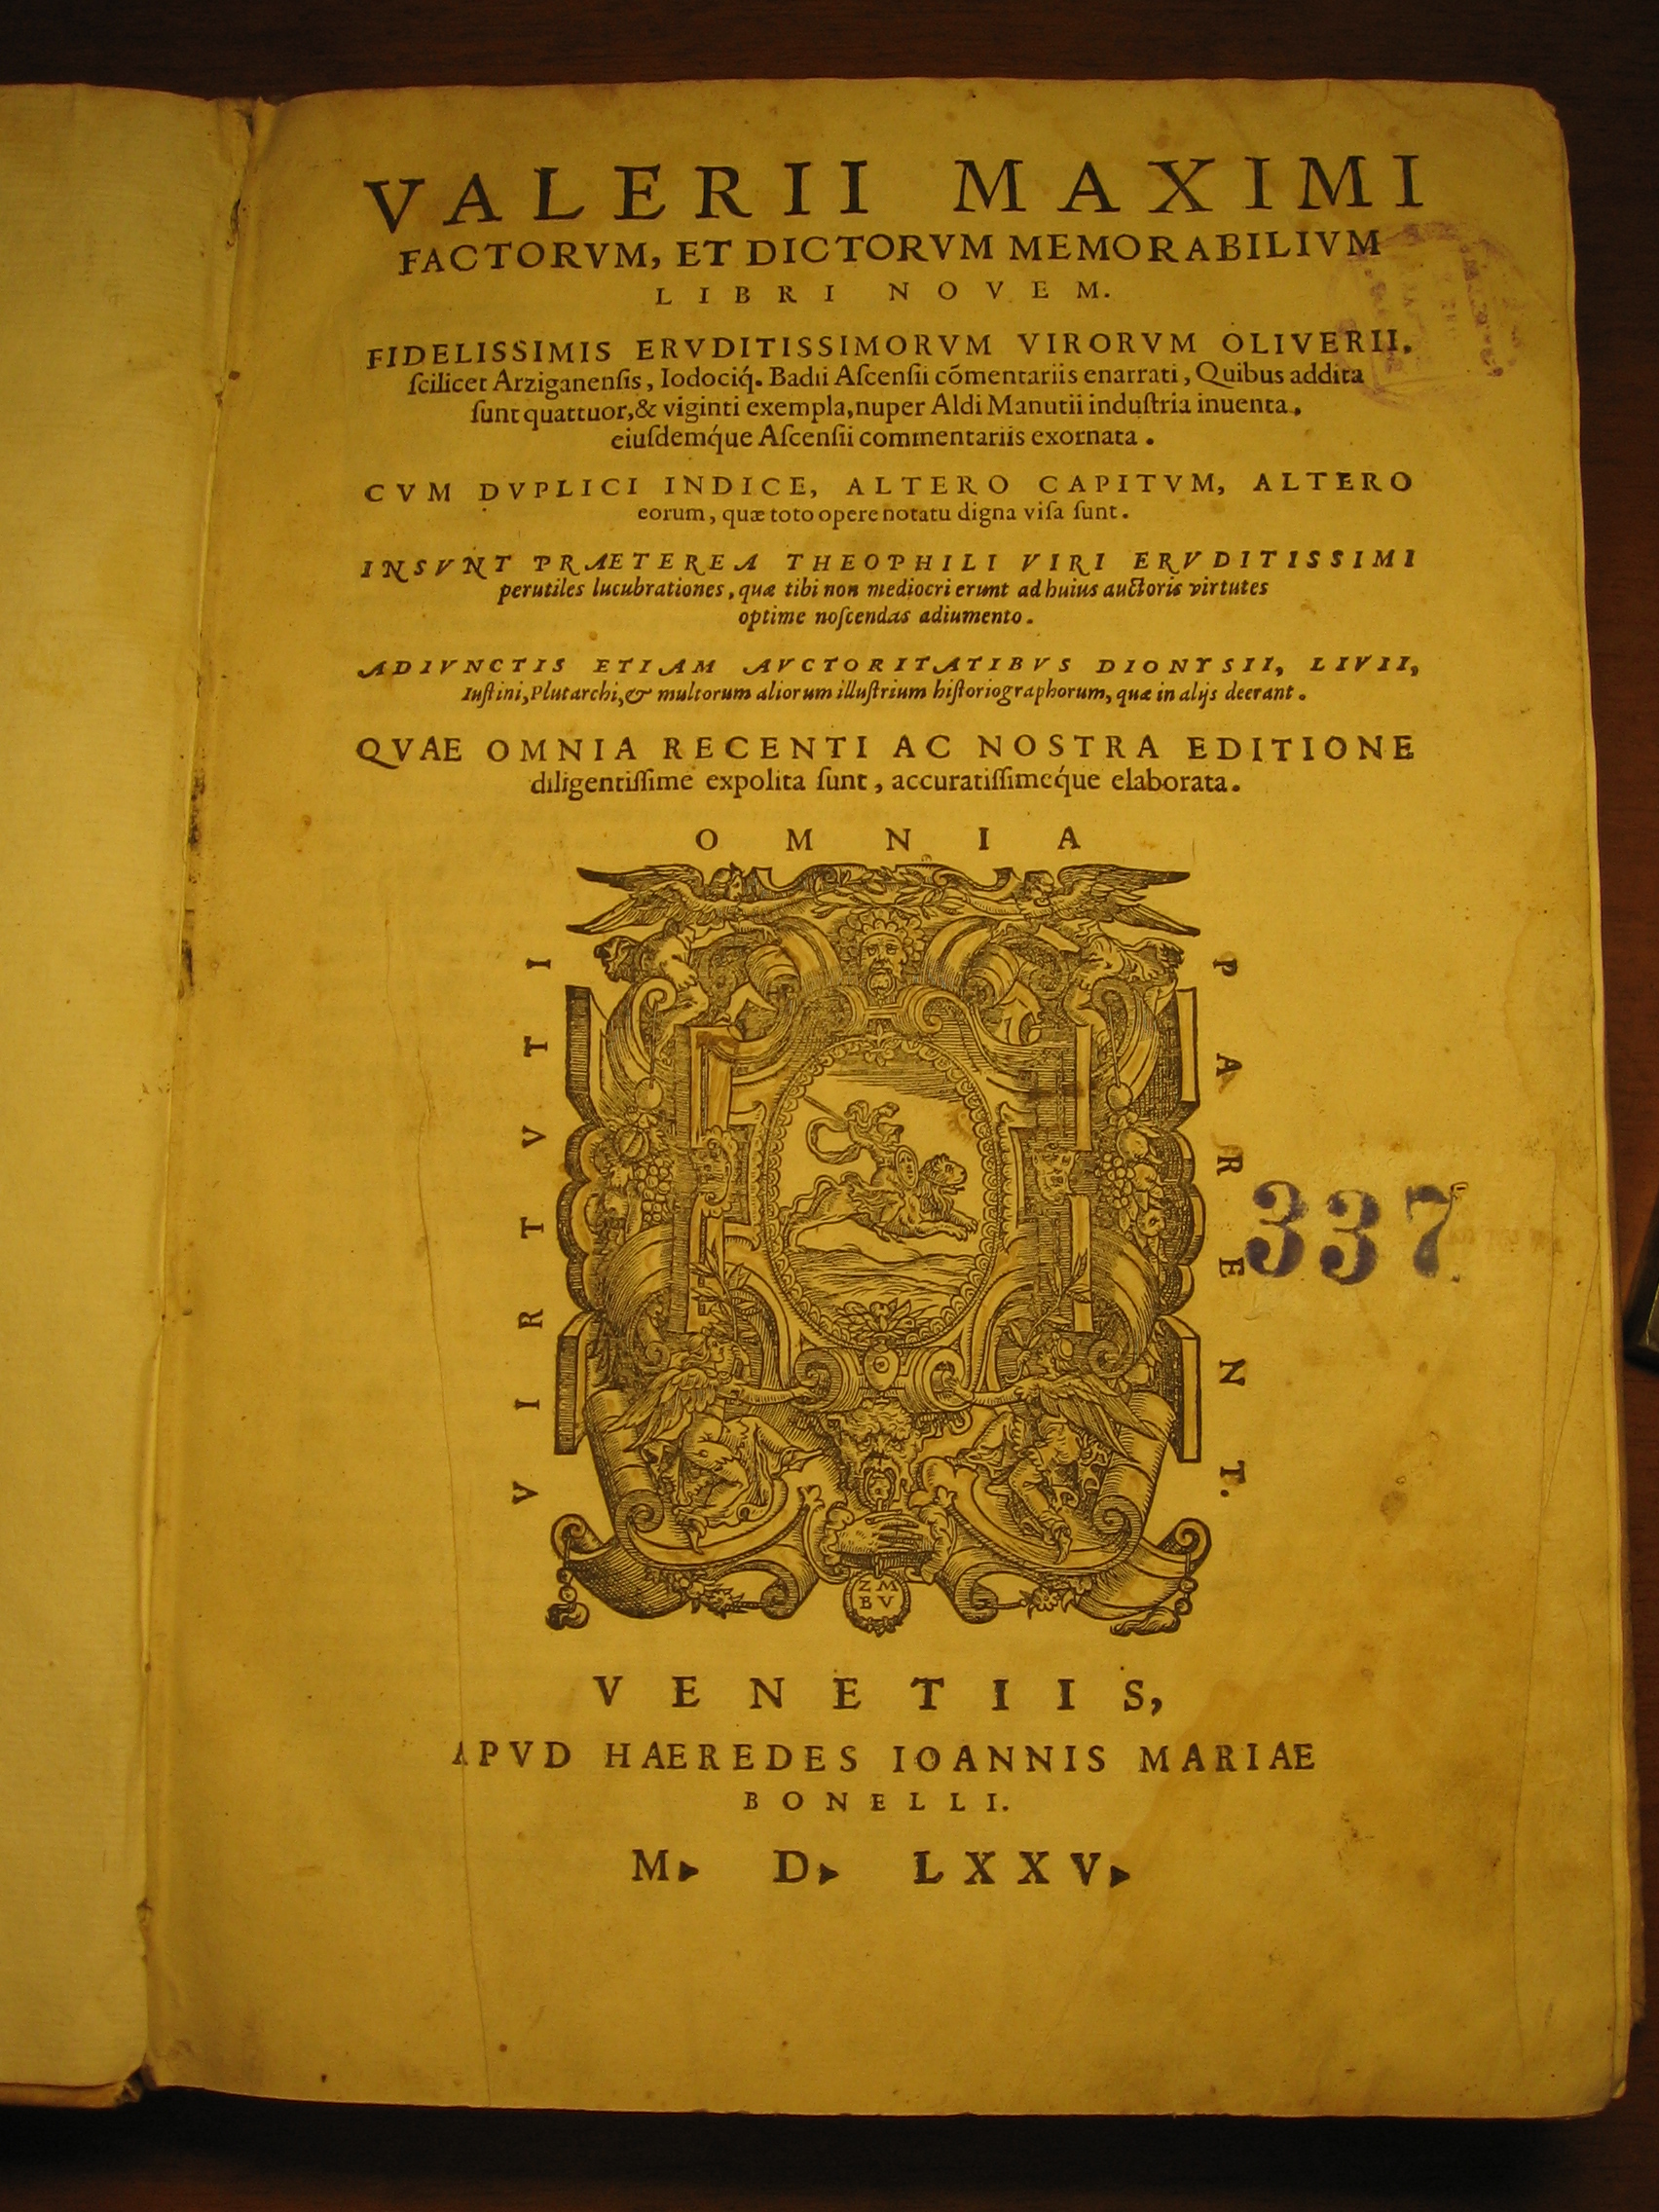 VALERII MAXIMI
FACTORVM, ET DICTORVM MEMORABILIVM
LIBRI NOVEM.
FIDELISSIMIS ERVDITISSIMORVM VIRORVM OLIVERII.
ſcilicet Arziganenſis, Iodociq́. Badii Aſcenſii cōmentariis enarrati, Quibus addita
ſunt quattuor, & viginti exempla, nuper Aldi Manutii induſtria inuenta,
eiuſdemq́ue Aſcenſii commentariis exornata.
CVM DVPLICI INDICE, ALTERO CAPITVM, ALTERO
eorum, quæ toto opere notatu digna viſa ſunt.
INSVNT PRAETEREA THEOPHILI VIRI ERVDITISSIMI
perutiles lucubrationes, quæ tibi non mediocri erunt ad huius auctoris virtutes
optime noſcendas adiumento.
ADIVNCTIS ETIAM AVCTORITATIBVS DIONYSII, LIVII,
Iuſtini, Plutarchi, & multorum aliorum illuſtrium hiſtoriographorum, quæ in alijs deerant.
QVAE OMNIA RECENTI AC NOSTRA EDITIONE
diligentiſſime expolita ſunt, accuratiſſimeq́ue elaborata.
OMNIA
VIRTVTI
PARENT.
337
Z M
B V
VENETIIS,
APVD HAEREDES IOANNIS MARIAE
BONELLI.
M. D. LXXV.